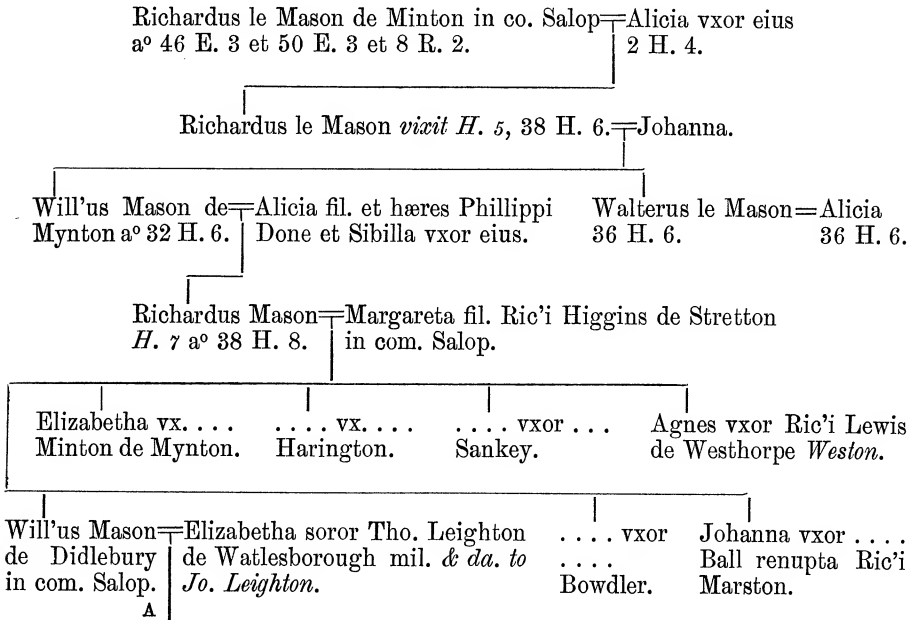 Richardus le Mason de Minton in co. Salop Alicia vxor eius
aº 46 E. 3 et 50 E. 3 et 8 R. 2. 2 H. 4.
Richardus le Mason vixit H. 5, 38 H. 6. Johanna.
Will'us Mason de Alicia fil. et hæres Phillippi Walterus le Mason = Alicia
Mynton aº 32 H. 6. Done et Sibilla vxor eius. 36 H. 6. 36 H. 6.
Richardus Mason Margareta fil. Ric'i Higgins de Stretton
H. 7 aº 38 H. 8. in com. Salop.
Elizabetha vx. . . . . . . . vx. . . . . . . . vxor . . . Agnes vxor Ric'i Lewis
Minton de Mynton. Harington. Sankey. de Westhorpe Weston.
Will'us Mason Elizabetha soror Tho. Leighton . . . . vxor Johanna vxor . . . .
de Didlebury de Watlesborough mil. & da. to . . . . Ball renupta Ric'i
in com. Salop. Jo. Leighton. Bowdler. Marston.
A